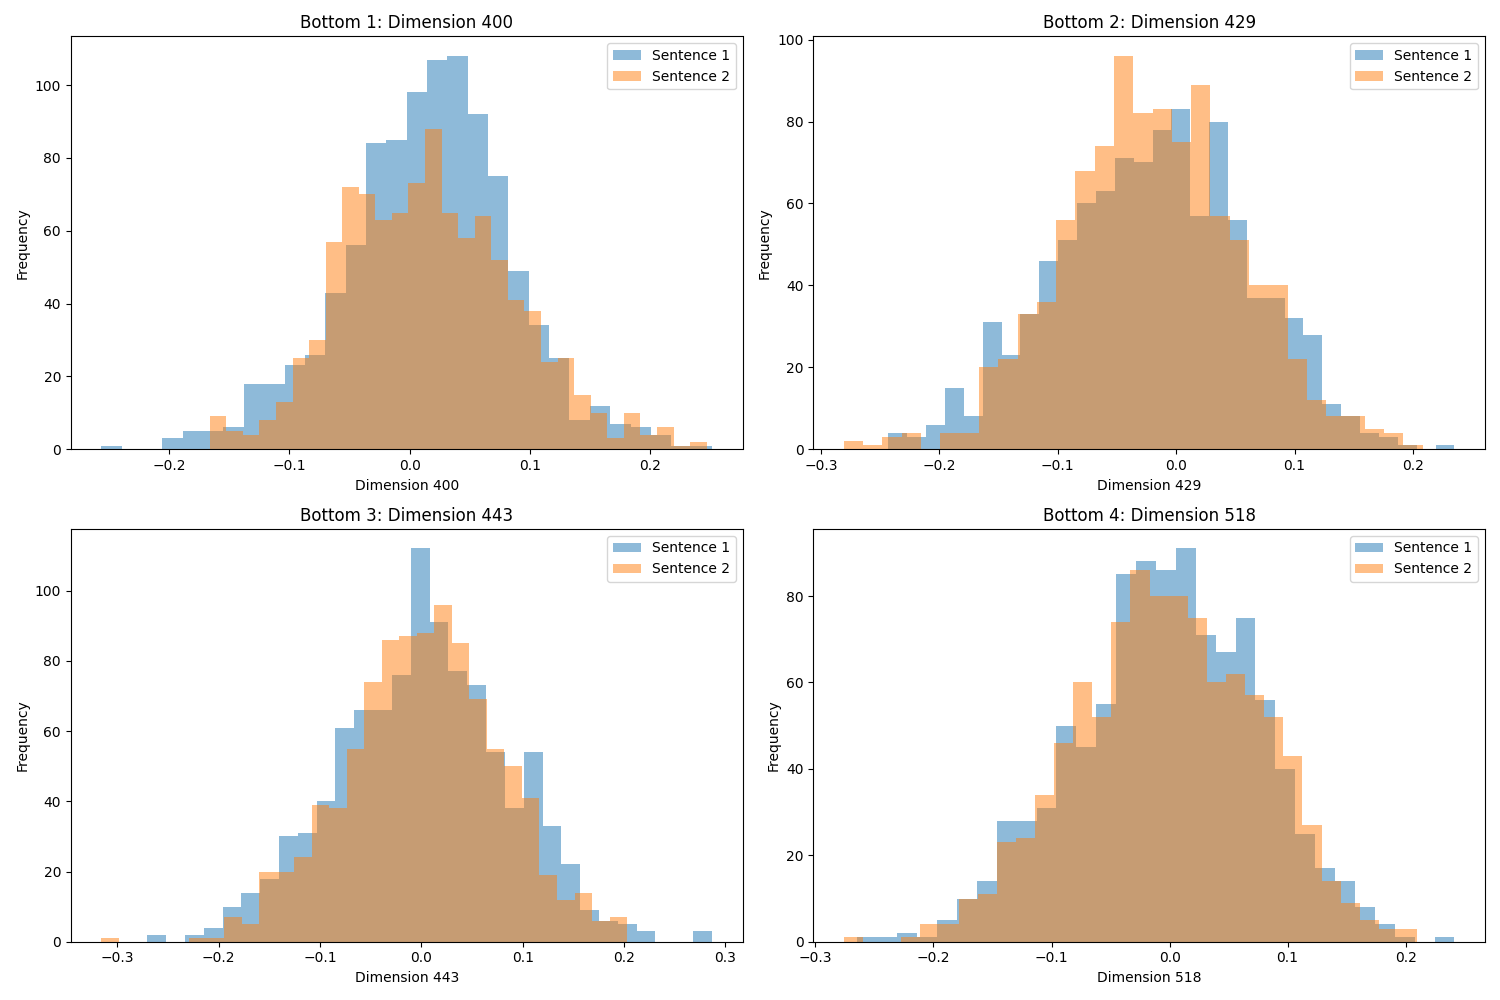 Bottom 1: Dimension 400
Sentence 1
Sentence 2
Frequency
100
80
60
40
20
0
−0.2
−0.1
0.0
0.1
0.2
Dimension 400
Bottom 2: Dimension 429
Sentence 1
Sentence 2
Frequency
100
80
60
40
20
0
−0.3
−0.2
−0.1
0.0
0.1
0.2
Dimension 429
Bottom 3: Dimension 443
Sentence 1
Sentence 2
Frequency
100
80
60
40
20
0
−0.3
−0.2
−0.1
0.0
0.1
0.2
0.3
Dimension 443
Bottom 4: Dimension 518
Sentence 1
Sentence 2
Frequency
80
60
40
20
0
−0.3
−0.2
−0.1
0.0
0.1
0.2
Dimension 518